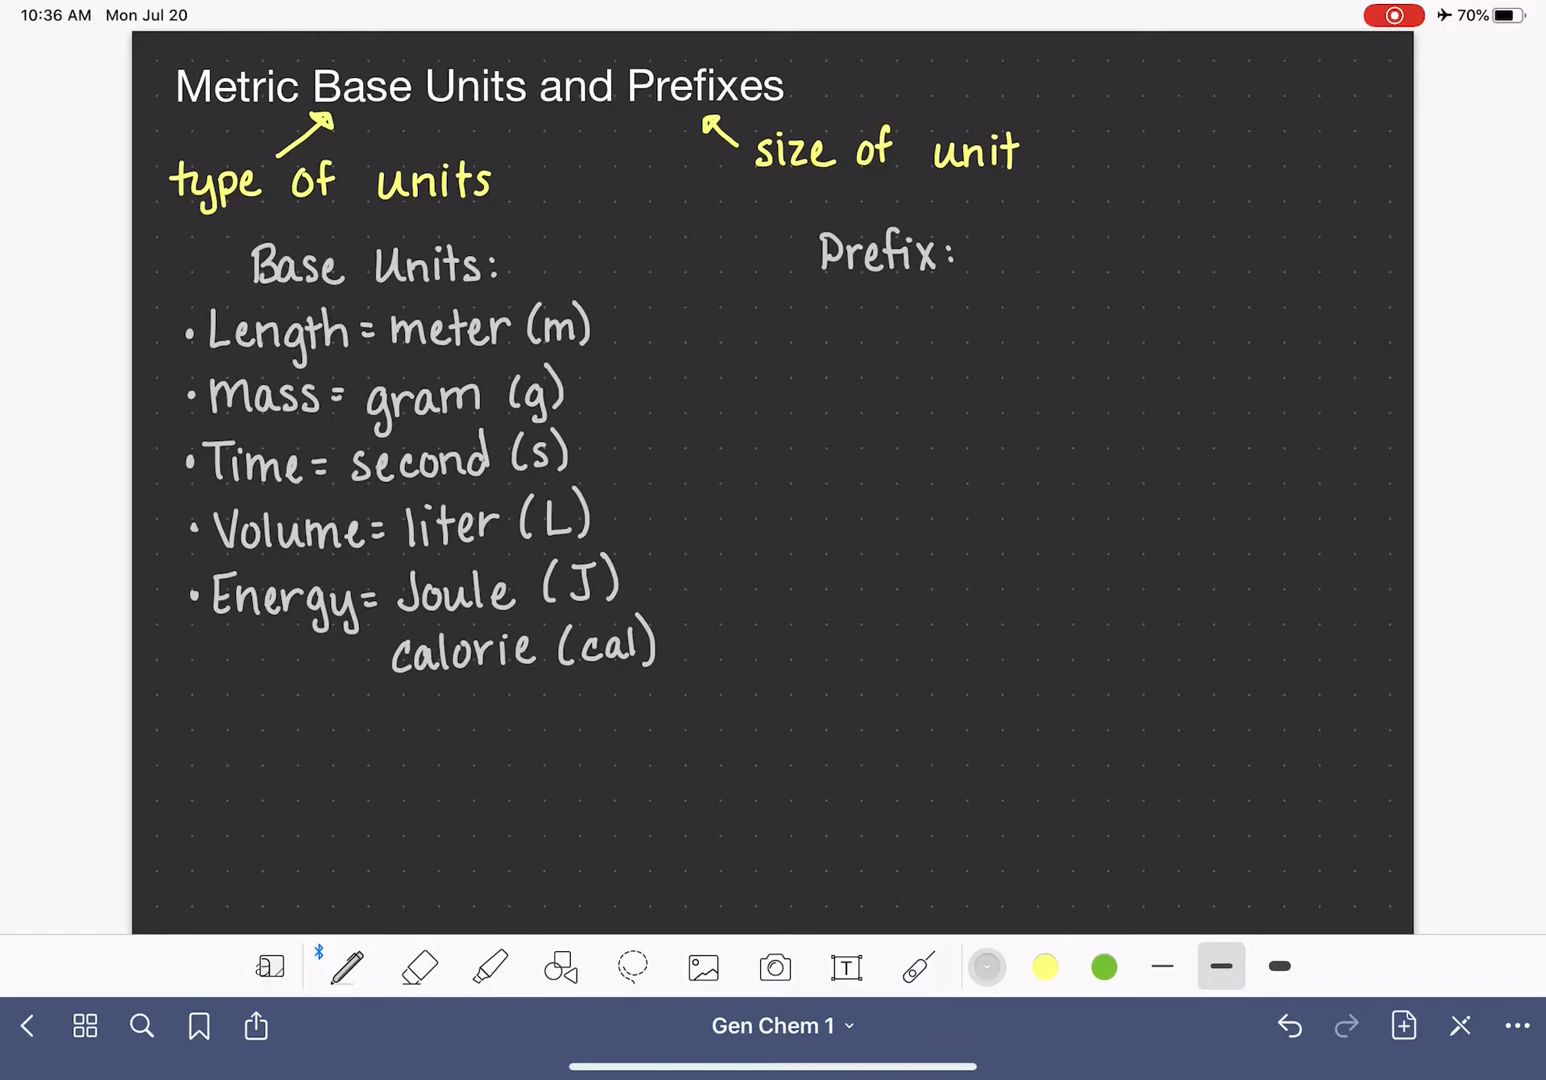 10:36 AM Mon Jul 20
70%
Metric Base Units and Prefixes
type of units
size of unit
Base Units:
Prefix:
• Length = meter (m)
• Mass = gram (g)
• Time = second (s)
• Volume = liter (L)
• Energy = Joule (J)
calorie (cal)
Gen Chem 1